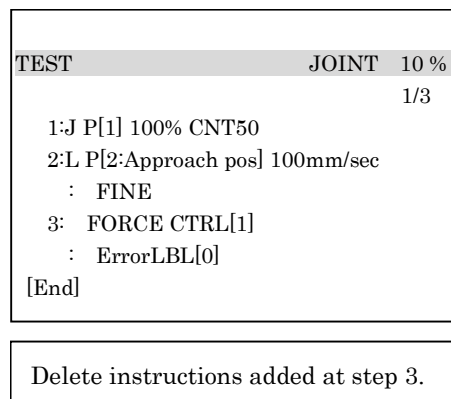 TEST JOINT 10 %
1/3
1:J P[1] 100% CNT50
2:L P[2:Approach pos] 100mm/sec
: FINE
3: FORCE CTRL[1]
: ErrorLBL[0]
[End]
Delete instructions added at step 3.